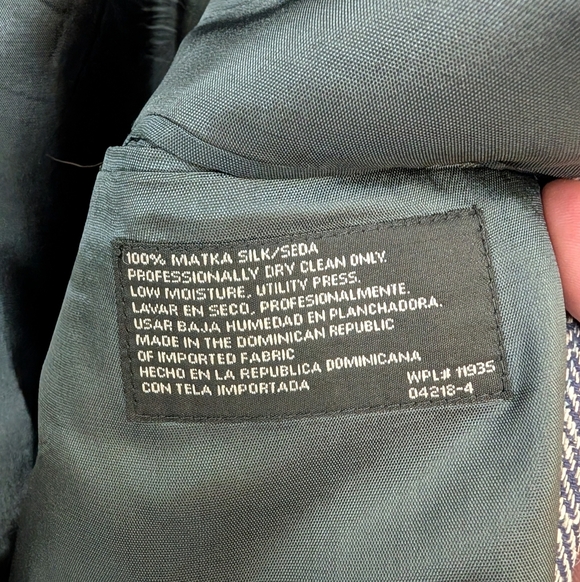 100% MATKA SILK/SEDA
PROFESSIONALLY DRY CLEAN ONLY.
LOW MOISTURE, UTILITY PRESS.
LAVAR EN SECO, PROFESIONALMENTE.
USAR BAJA HUMEDAD EN PLANCHADORA.
MADE IN THE DOMINICAN REPUBLIC
OF IMPORTED FABRIC
HECHO EN LA REPUBLICA DOMINICANA
CON TELA IMPORTADA
WPL# 11935
04218-4